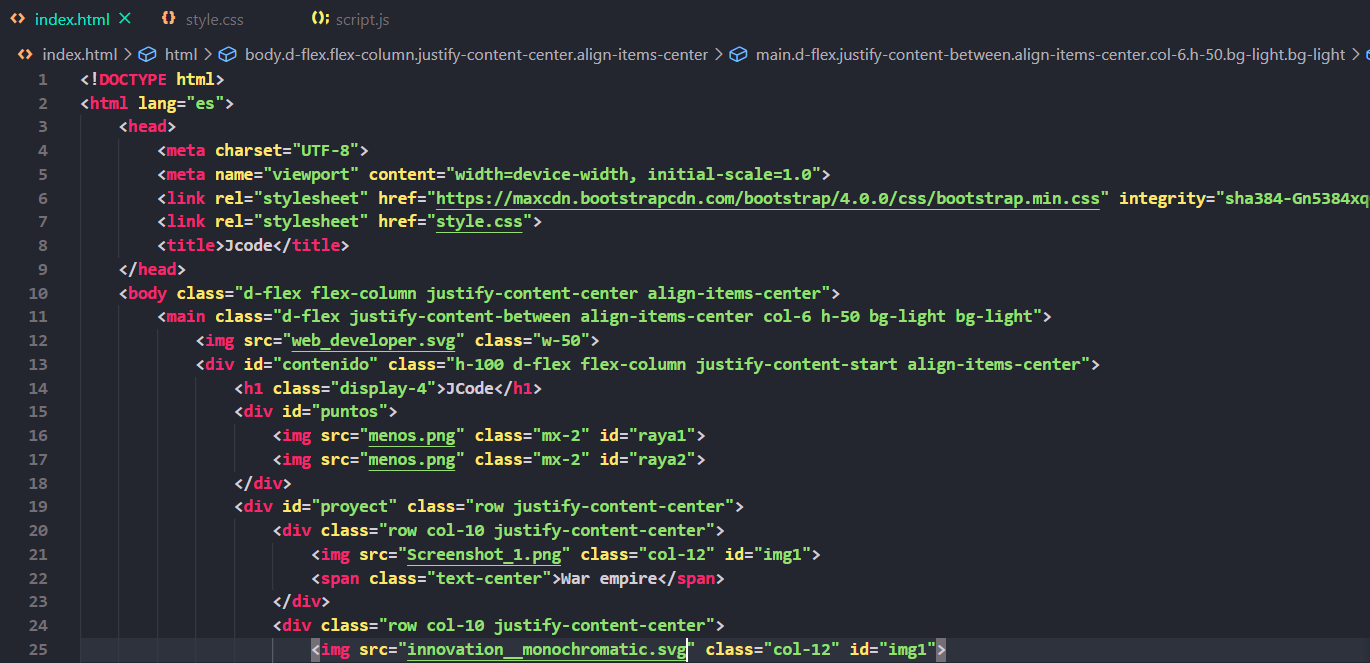 index.html style.css script.js
index.html > html > body.d-flex.flex-column.justify-content-center.align-items-center > main.d-flex.justify-content-between.align-items-center.col-6.h-50.bg-light.bg-light >
1 <!DOCTYPE html>
2 <html lang="es">
3 <head>
4 <meta charset="UTF-8">
5 <meta name="viewport" content="width=device-width, initial-scale=1.0">
6 <link rel="stylesheet" href="https://maxcdn.bootstrapcdn.com/bootstrap/4.0.0/css/bootstrap.min.css" integrity="sha384-Gn5384xq
7 <link rel="stylesheet" href="style.css">
8 <title>Jcode</title>
9 </head>
10 <body class="d-flex flex-column justify-content-center align-items-center">
11 <main class="d-flex justify-content-between align-items-center col-6 h-50 bg-light bg-light">
12 <img src="web_developer.svg" class="w-50">
13 <div id="contenido" class="h-100 d-flex flex-column justify-content-start align-items-center">
14 <h1 class="display-4">JCode</h1>
15 <div id="puntos">
16 <img src="menos.png" class="mx-2" id="raya1">
17 <img src="menos.png" class="mx-2" id="raya2">
18 </div>
19 <div id="proyect" class="row justify-content-center">
20 <div class="row col-10 justify-content-center">
21 <img src="Screenshot_1.png" class="col-12" id="img1">
22 <span class="text-center">War empire</span>
23 </div>
24 <div class="row col-10 justify-content-center">
25 <img src="innovation__monochromatic.svg" class="col-12" id="img1">